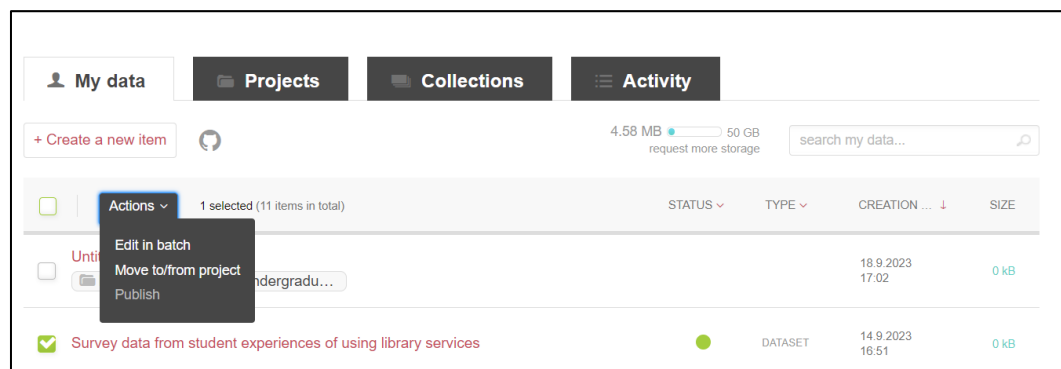 My data
Projects
Collections
Activity
+ Create a new item
4.58 MB 50 GB
request more storage
search my data...
Actions
1 selected (11 items in total)
STATUS
TYPE
CREATION ... ↓
SIZE
Edit in batch
Move to/from project
Publish
Unti
ndergradu...
18.9.2023
17:02
0 kB
Survey data from student experiences of using library services
DATASET
14.9.2023
16:51
0 kB